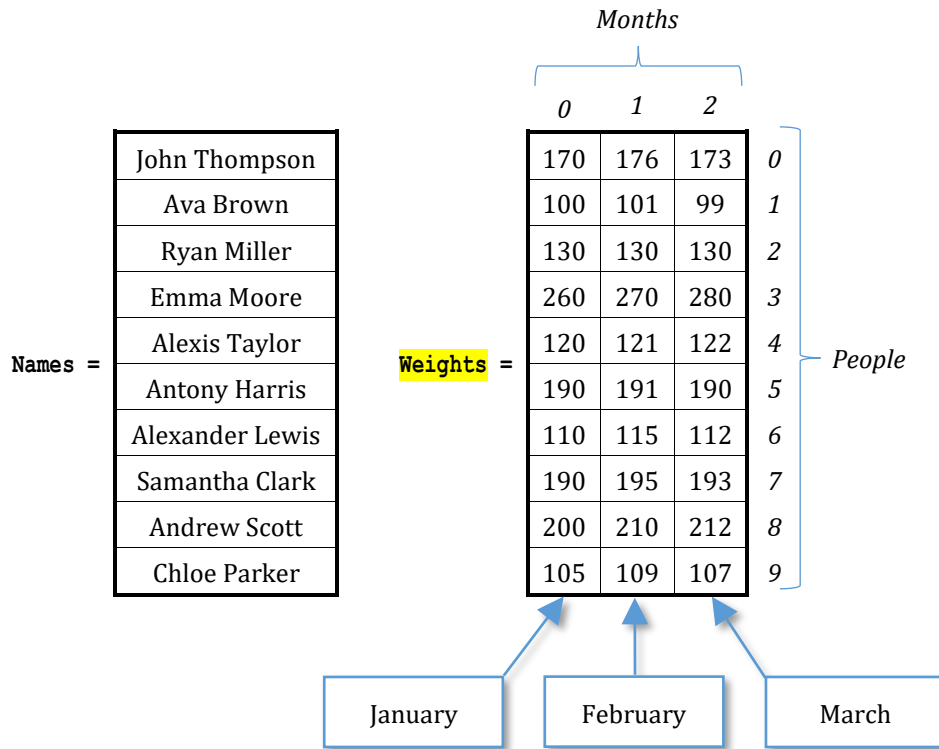 Months
0 1 2
John Thompson 170 176 173 0
Ava Brown 100 101 99 1
Ryan Miller 130 130 130 2
Emma Moore 260 270 280 3
Names = Alexis Taylor Weights = 120 121 122 4 People
Antony Harris 190 191 190 5
Alexander Lewis 110 115 112 6
Samantha Clark 190 195 193 7
Andrew Scott 200 210 212 8
Chloe Parker 105 109 107 9
January February March